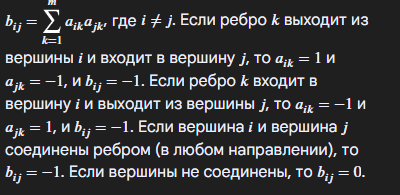 m
b_{ij} = ∑ a_{ik}a_{jk}, где i ≠ j. Если ребро k выходит из
k=1
вершины i и входит в вершину j, то a_{ik} = 1 и
a_{jk} = −1, и b_{ij} = −1. Если ребро k входит в
вершину i и выходит из вершины j, то a_{ik} = −1 и
a_{jk} = 1, и b_{ij} = −1. Если вершина i и вершина j
соединены ребром (в любом направлении), то
b_{ij} = −1. Если вершины не соединены, то b_{ij} = 0.